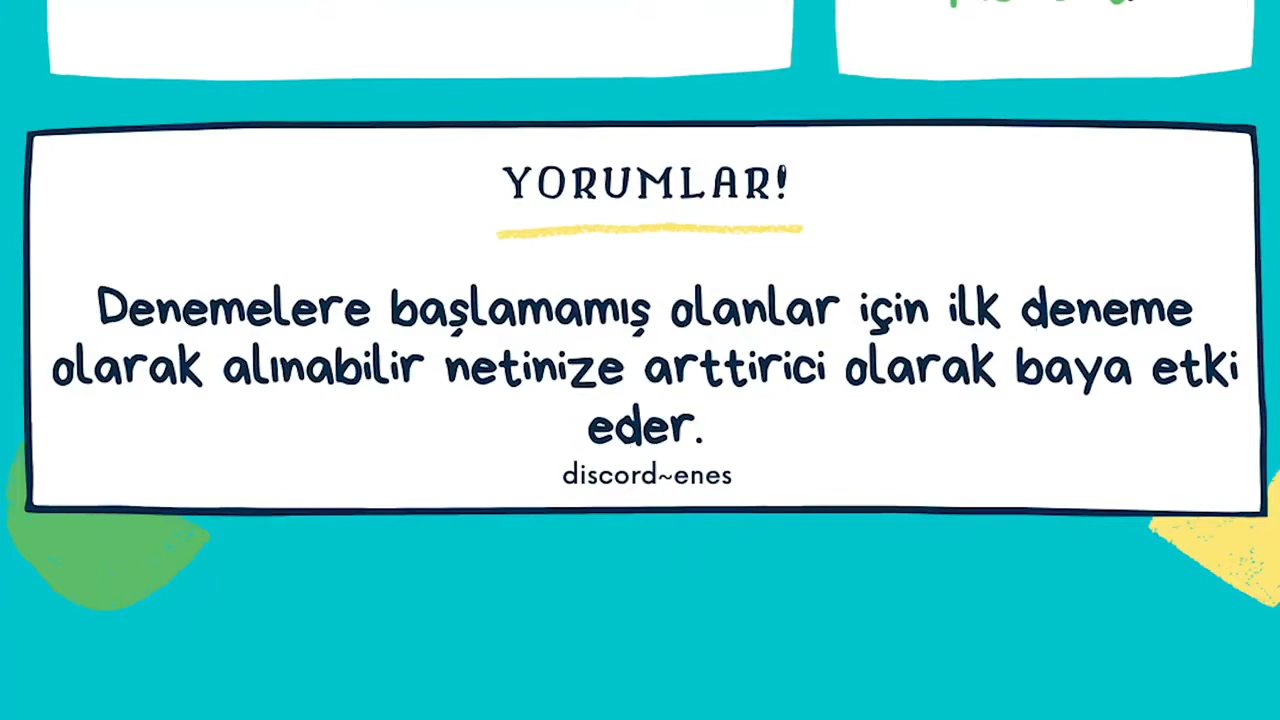 YORUMLAR!
Denemelere başlamamış olanlar için ilk deneme
olarak alınabilir netinize arttirici olarak baya etki
eder.
discord~enes